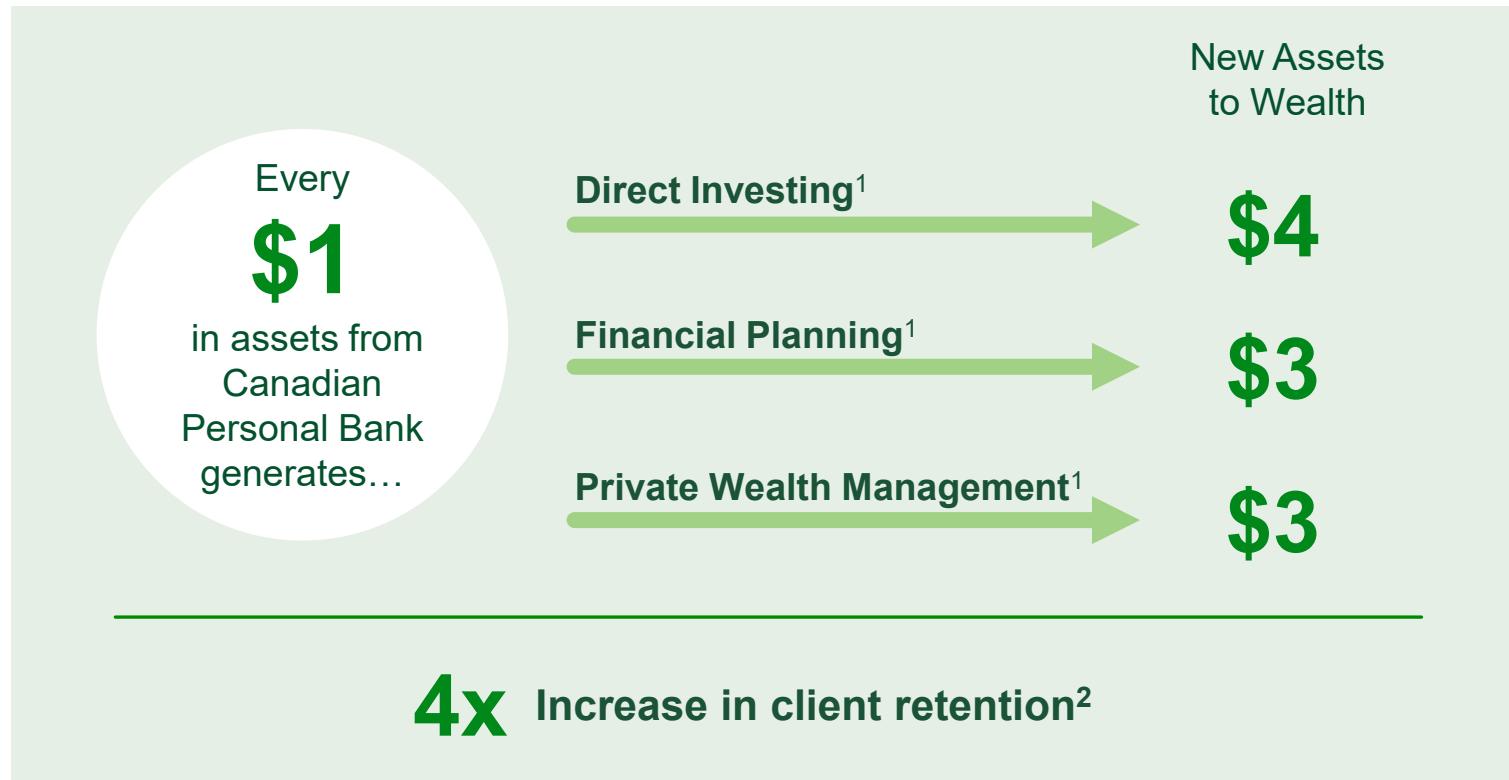 New Assets
to Wealth
Every
$1
in assets from
Canadian
Personal Bank
generates…
Direct Investing¹
$4
Financial Planning¹
$3
Private Wealth Management¹
$3
4x Increase in client retention²